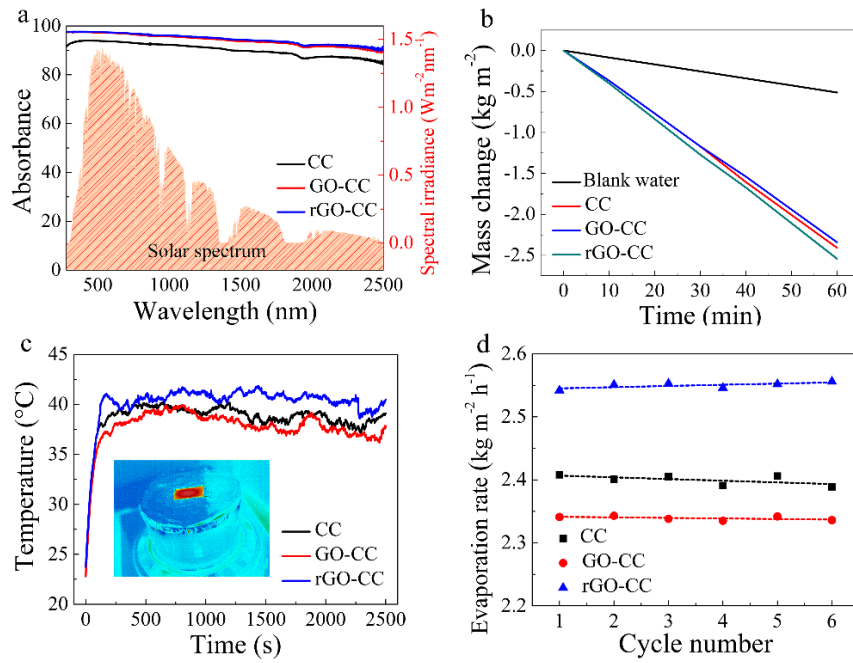 a
100
80
60
40
20
0
Absorbance
1.5
1.0
0.5
0.0
Spectral irradiance (Wm-2nm-1)
CC
GO-CC
rGO-CC
Solar spectrum
500 1000 1500 2000 2500
Wavelength (nm)
b
0.0
-0.5
-1.0
-1.5
-2.0
-2.5
Mass change (kg m-2)
Blank water
CC
GO-CC
rGO-CC
0 10 20 30 40 50 60
Time (min)
c
45
40
35
30
25
20
Temperature (°C)
CC
GO-CC
rGO-CC
0 500 1000 1500 2000 2500
Time (s)
d
2.6
2.5
2.4
2.3
2.2
Evaporation rate (kg m-2 h-1)
CC
GO-CC
rGO-CC
1 2 3 4 5 6
Cycle number